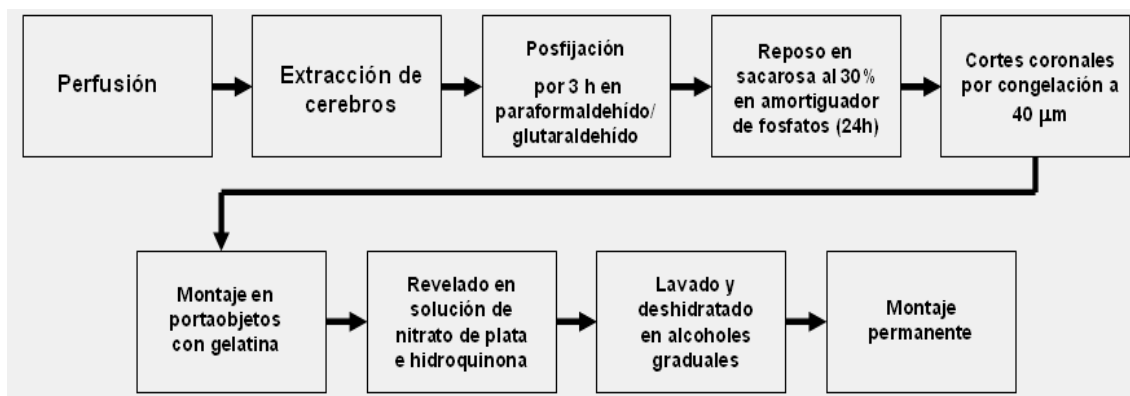 Perfusión
Extracción de
cerebros
Posfijación
por 3 h en
paraformaldehído/
glutaraldehído
Reposo en
sacarosa al 30%
en amortiguador
de fosfatos (24h)
Cortes coronales
por congelación a
40 μm
Montaje en
portaobjetos
con gelatina
Revelado en
solución de
nitrato de plata
e hidroquinona
Lavado y
deshidratado
en alcoholes
graduales
Montaje
permanente